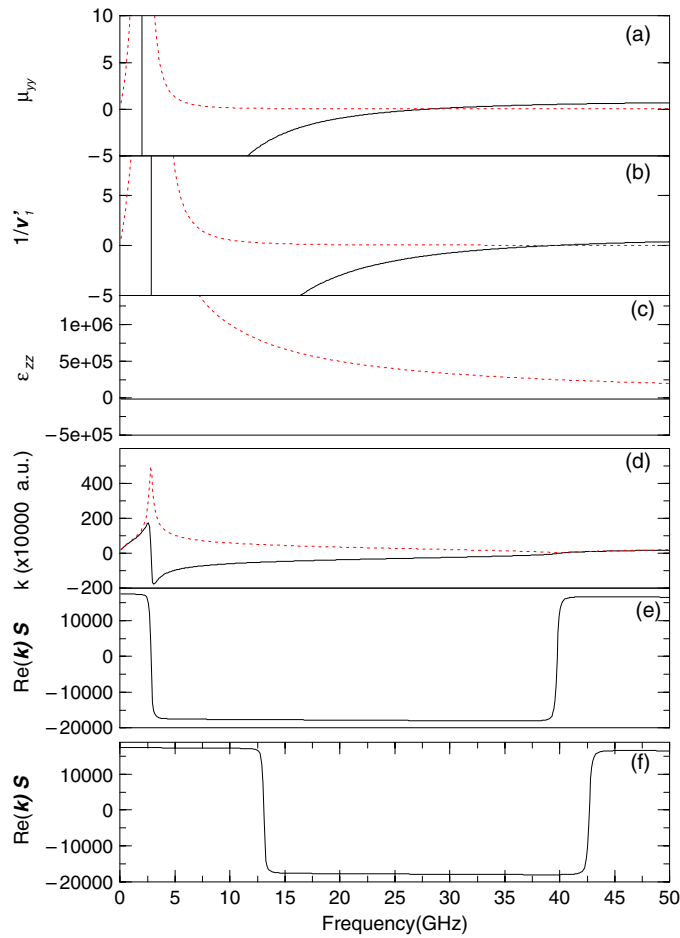 10
5
0
−5
μyy
(a)
5
0
−5
1/v'1
(b)
1e+06
5e+05
0
−5e+05
εzz
(c)
400
200
0
−200
k (x10000 a.u.)
(d)
10000
0
−10000
−20000
Re(k) S
(e)
10000
0
−10000
−20000
Re(k) S
(f)
0 5 10 15 20 25 30 35 40 45 50
Frequency(GHz)